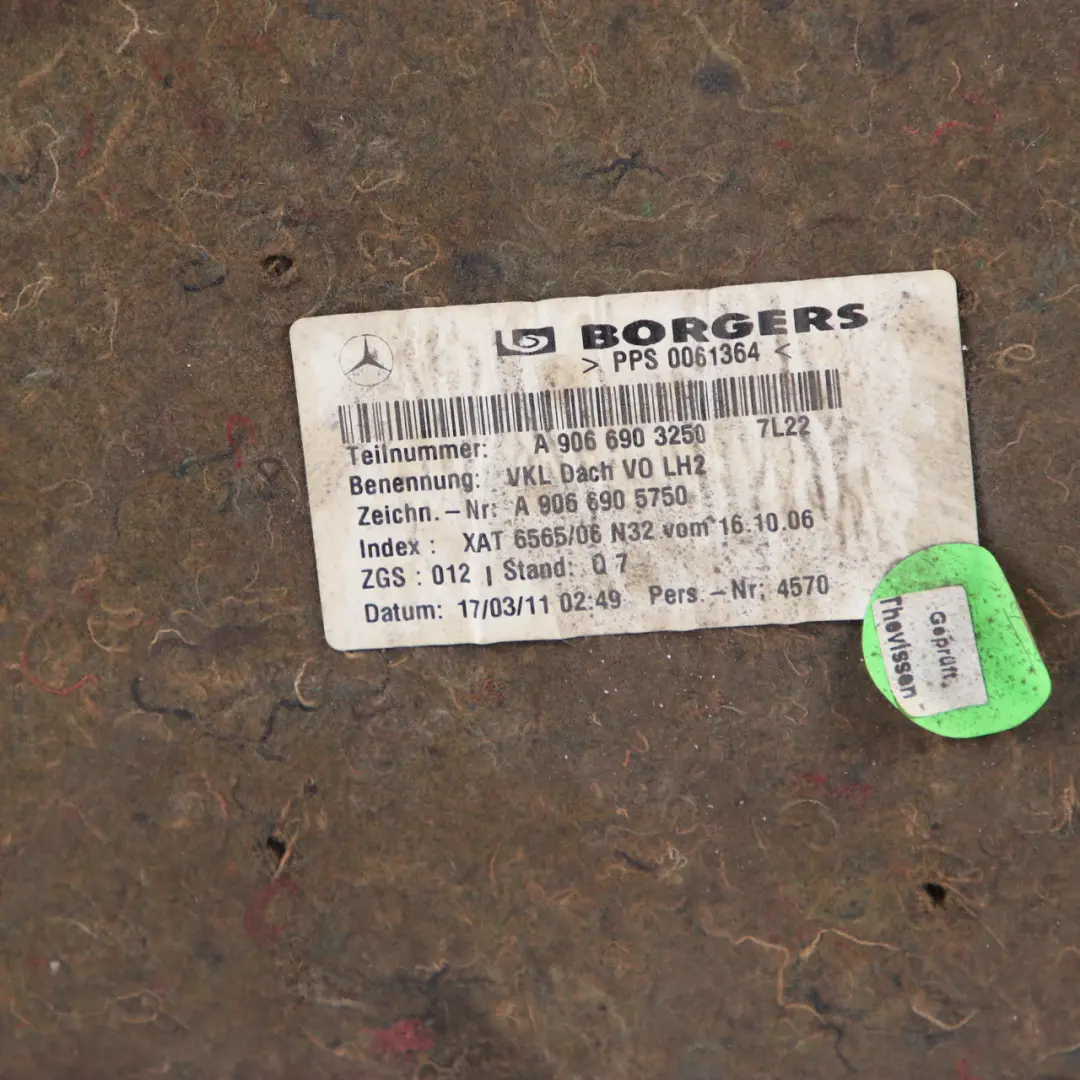 BORGERS
> PPS 0061364 <
Teilnummer: A 906 690 3250 7L22
Benennung: VKL Dach VO LH2
Zeichn.-Nr: A 906 690 5750
Index : XAT 6565/06 N32 vom 16.10.06
ZGS : 012 | Stand: Q 7
Datum: 17/03/11 02:49 Pers.-Nr: 4570
Geprüft:
Thevissen